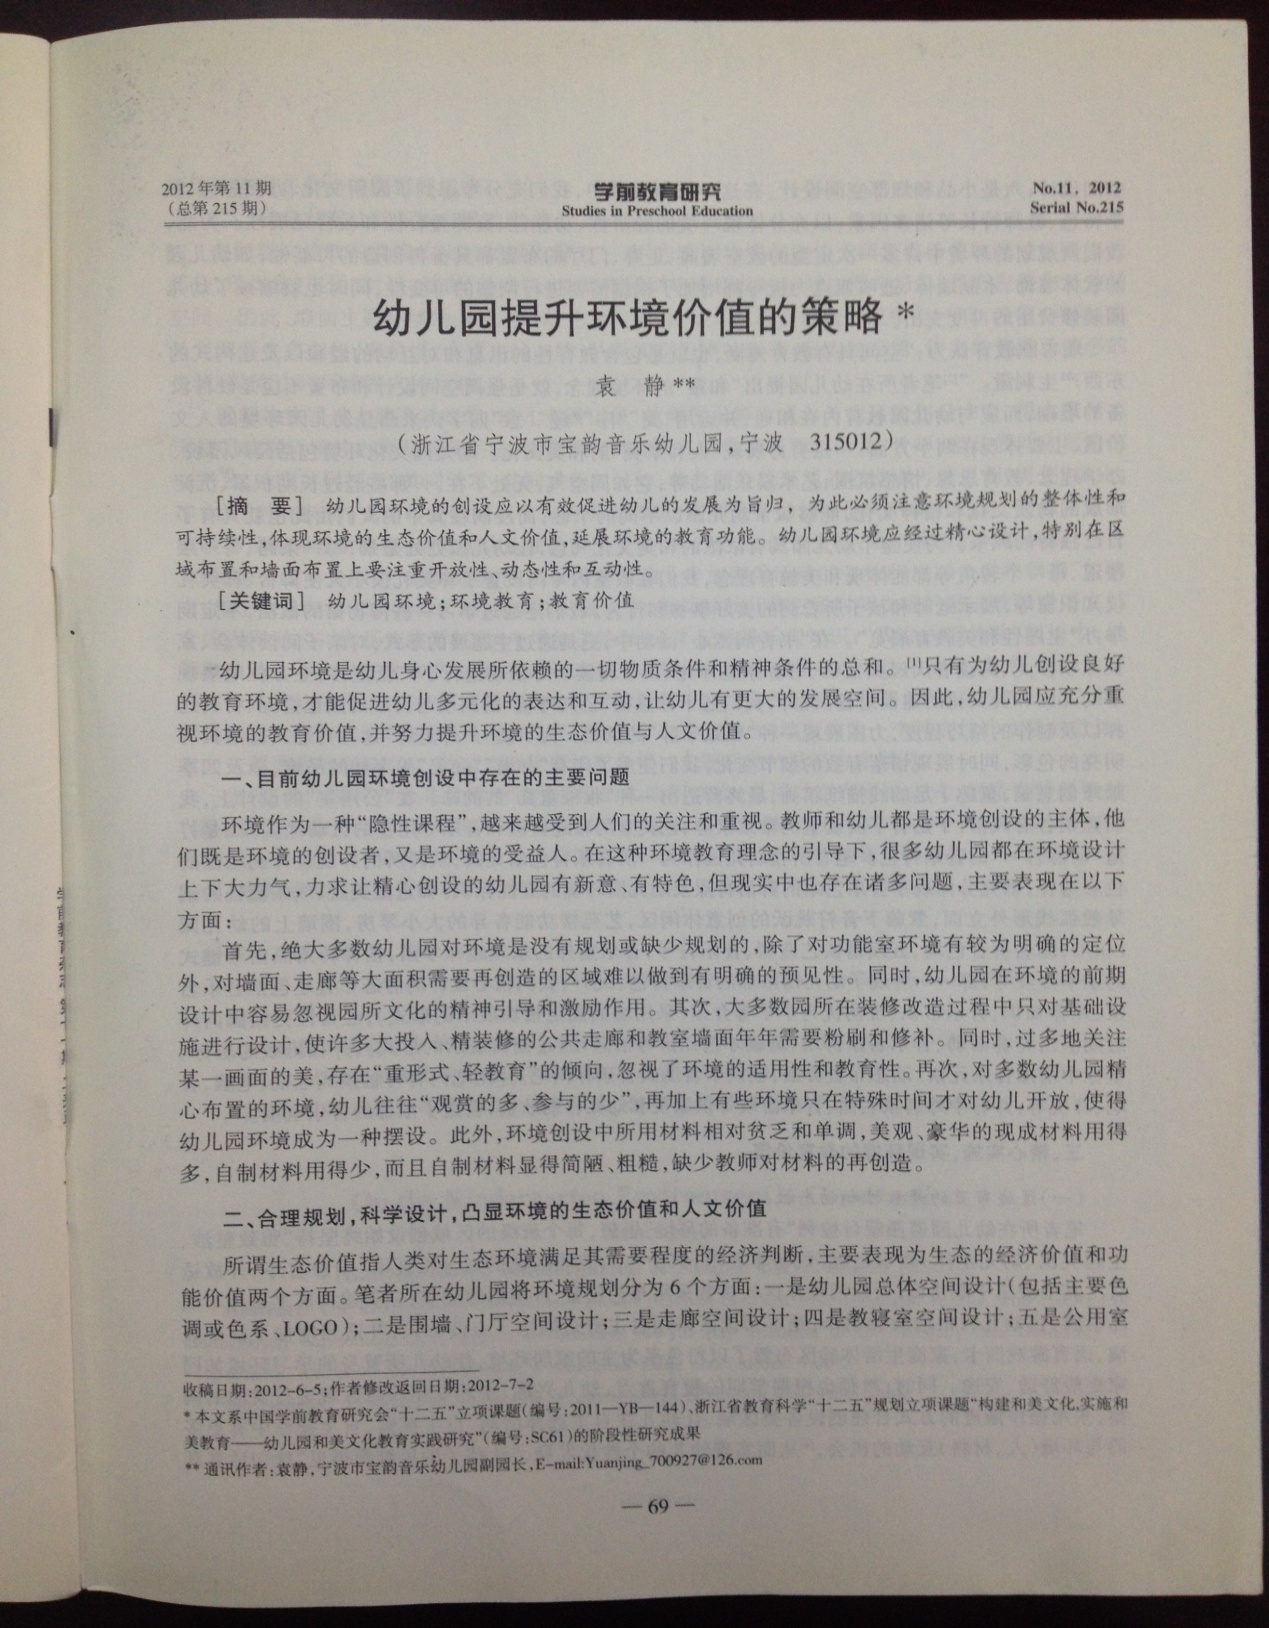 2012 年第 11 期
(总第 215 期)
学前教育研究
Studies in Preschool Education
No.11, 2012
Serial No.215
幼儿园提升环境价值的策略*
袁 静**
(浙江省宁波市宝韵音乐幼儿园,宁波 315012)
[摘 要] 幼儿园环境的创设应以有效促进幼儿的发展为旨归，为此必须注意环境规划的整体性和
可持续性,体现环境的生态价值和人文价值,延展环境的教育功能。幼儿园环境应经过精心设计,特别在区
域布置和墙面布置上要注重开放性、动态性和互动性。
[关键词] 幼儿园环境;环境教育;教育价值
幼儿园环境是幼儿身心发展所依赖的一切物质条件和精神条件的总和。[1]只有为幼儿创设良好
的教育环境,才能促进幼儿多元化的表达和互动,让幼儿有更大的发展空间。因此,幼儿园应充分重
视环境的教育价值,并努力提升环境的生态价值与人文价值。
一、目前幼儿园环境创设中存在的主要问题
环境作为一种“隐性课程”,越来越受到人们的关注和重视。教师和幼儿都是环境创设的主体,他
们既是环境的创设者,又是环境的受益人。在这种环境教育理念的引导下,很多幼儿园都在环境设计
上下大力气,力求让精心创设的幼儿园有新意、有特色,但现实中也存在诸多问题,主要表现在以下
方面:
首先,绝大多数幼儿园对环境是没有规划或缺少规划的,除了对功能室环境有较为明确的定位
外,对墙面、走廊等大面积需要再创造的区域难以做到有明确的预见性。同时,幼儿园在环境的前期
设计中容易忽视园所文化的精神引导和激励作用。其次,大多数园所在装修改造过程中只对基础设
施进行设计,使许多大投入、精装修的公共走廊和教室墙面年年需要粉刷和修补。同时,过多地关注
某一画面的美,存在“重形式、轻教育”的倾向,忽视了环境的适用性和教育性。再次,对多数幼儿园精
心布置的环境,幼儿往往“观赏的多、参与的少”,再加上有些环境只在特殊时间才对幼儿开放,使得
幼儿园环境成为一种摆设。此外,环境创设中所用材料相对贫乏和单调,美观、豪华的现成材料用得
多,自制材料用得少,而且自制材料显得简陋、粗糙,缺少教师对材料的再创造。
二、合理规划,科学设计,凸显环境的生态价值和人文价值
所谓生态价值指人类对生态环境满足其需要程度的经济判断,主要表现为生态的经济价值和功
能价值两个方面。笔者所在幼儿园将环境规划分为 6 个方面:一是幼儿园总体空间设计(包括主要色
调或色系、LOGO);二是围墙、门厅空间设计;三是走廊空间设计;四是教寝室空间设计;五是公用室
收稿日期:2012-6-5;作者修改返回日期:2012-7-2
* 本文系中国学前教育研究会“十二五”立项课题(编号:2011—YB—144)、浙江省教育科学“十二五”规划立项课题“构建和美文化,实施和
美教育——幼儿园和美文化教育实践研究”(编号:SC61)的阶段性研究成果
** 通讯作者:袁静,宁波市宝韵音乐幼儿园副园长,E-mail:Yuanjing_700927@126.com
— 69 —